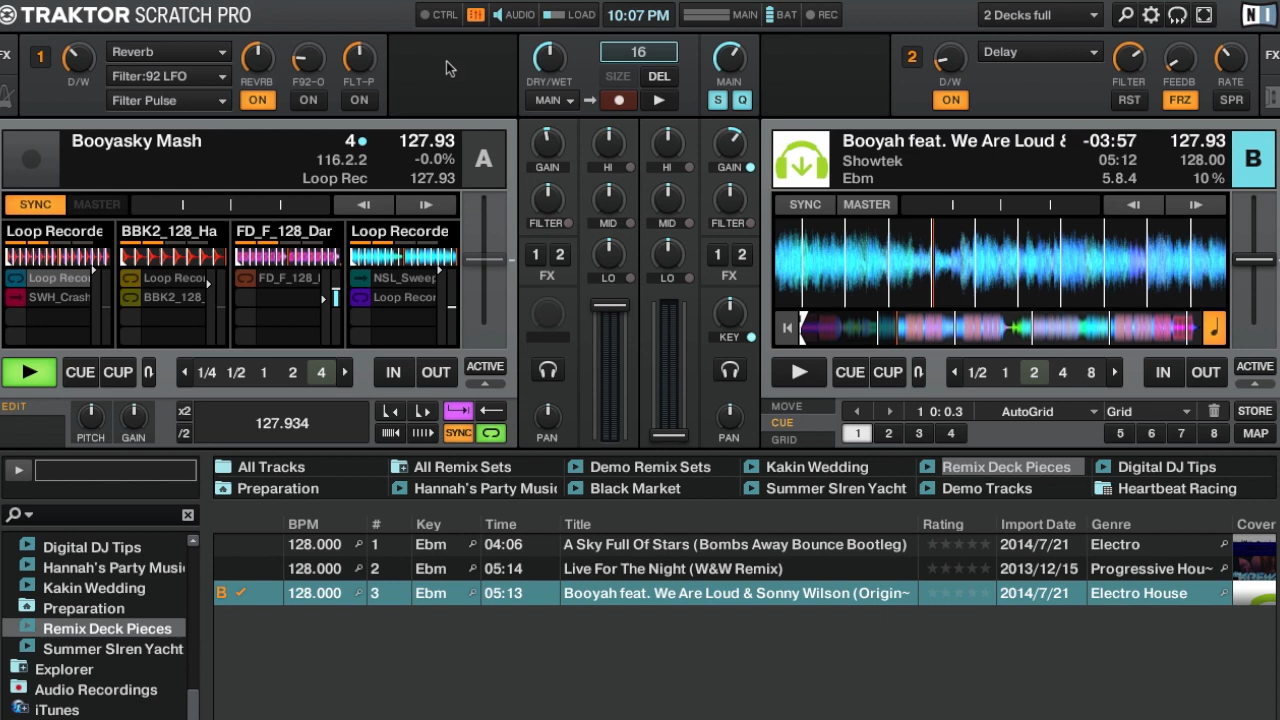 TRAKTOR SCRATCH PRO CTRL AUDIO LOAD 10:07 PM MAIN BAT REC 2 Decks full NI
FX 1 D/W Reverb REVRB F92-O FLT-P
Filter:92 LFO
Filter Pulse ON ON ON
DRY/WET 16 MAIN
SIZE DEL
MAIN S Q
2 D/W Delay FILTER FEEDB RATE FX
ON RST FRZ SPR
Booyasky Mash 4 127.93 A
116.2.2 -0.0%
Loop Rec 127.93
SYNC MASTER
Loop Recorde BBK2_128_Ha FD_F_128_Dar Loop Recorde
Loop Recor Loop Recor FD_F_128_ NSL_Sweep
SWH_Crash BBK2_128_ Loop Recor
CUE CUP 1/4 1/2 1 2 4 IN OUT ACTIVE
EDIT PITCH GAIN x2 /2 127.934 SYNC
GAIN HI HI GAIN
FILTER MID MID FILTER
1 2 LO LO 1 2
FX FX
KEY
PAN PAN
Booyah feat. We Are Loud & -03:57 127.93 B
Showtek 05:12 128.00
Ebm 5.8.4 10 %
SYNC MASTER
CUE CUP 1/2 1 2 4 8 IN OUT ACTIVE
MOVE 1 0: 0.3 AutoGrid Grid STORE
CUE
GRID 1 2 3 4 5 6 7 8 MAP
All Tracks All Remix Sets Demo Remix Sets Kakin Wedding Remix Deck Pieces Digital DJ Tips
Preparation Hannah's Party Music Black Market Summer SIren Yacht Demo Tracks Heartbeat Racing
BPM # Key Time Title Rating Import Date Genre Cover
128.000 1 Ebm 04:06 A Sky Full Of Stars (Bombs Away Bounce Bootleg) 2014/7/21 Electro
128.000 2 Ebm 05:14 Live For The Night (W&W Remix) 2013/12/15 Progressive Hou~
B 128.000 3 Ebm 05:13 Booyah feat. We Are Loud & Sonny Wilson (Origin~ 2014/7/21 Electro House
Digital DJ Tips
Hannah's Party Music
Kakin Wedding
Preparation
Remix Deck Pieces
Summer SIren Yacht
Explorer
Audio Recordings
iTunes